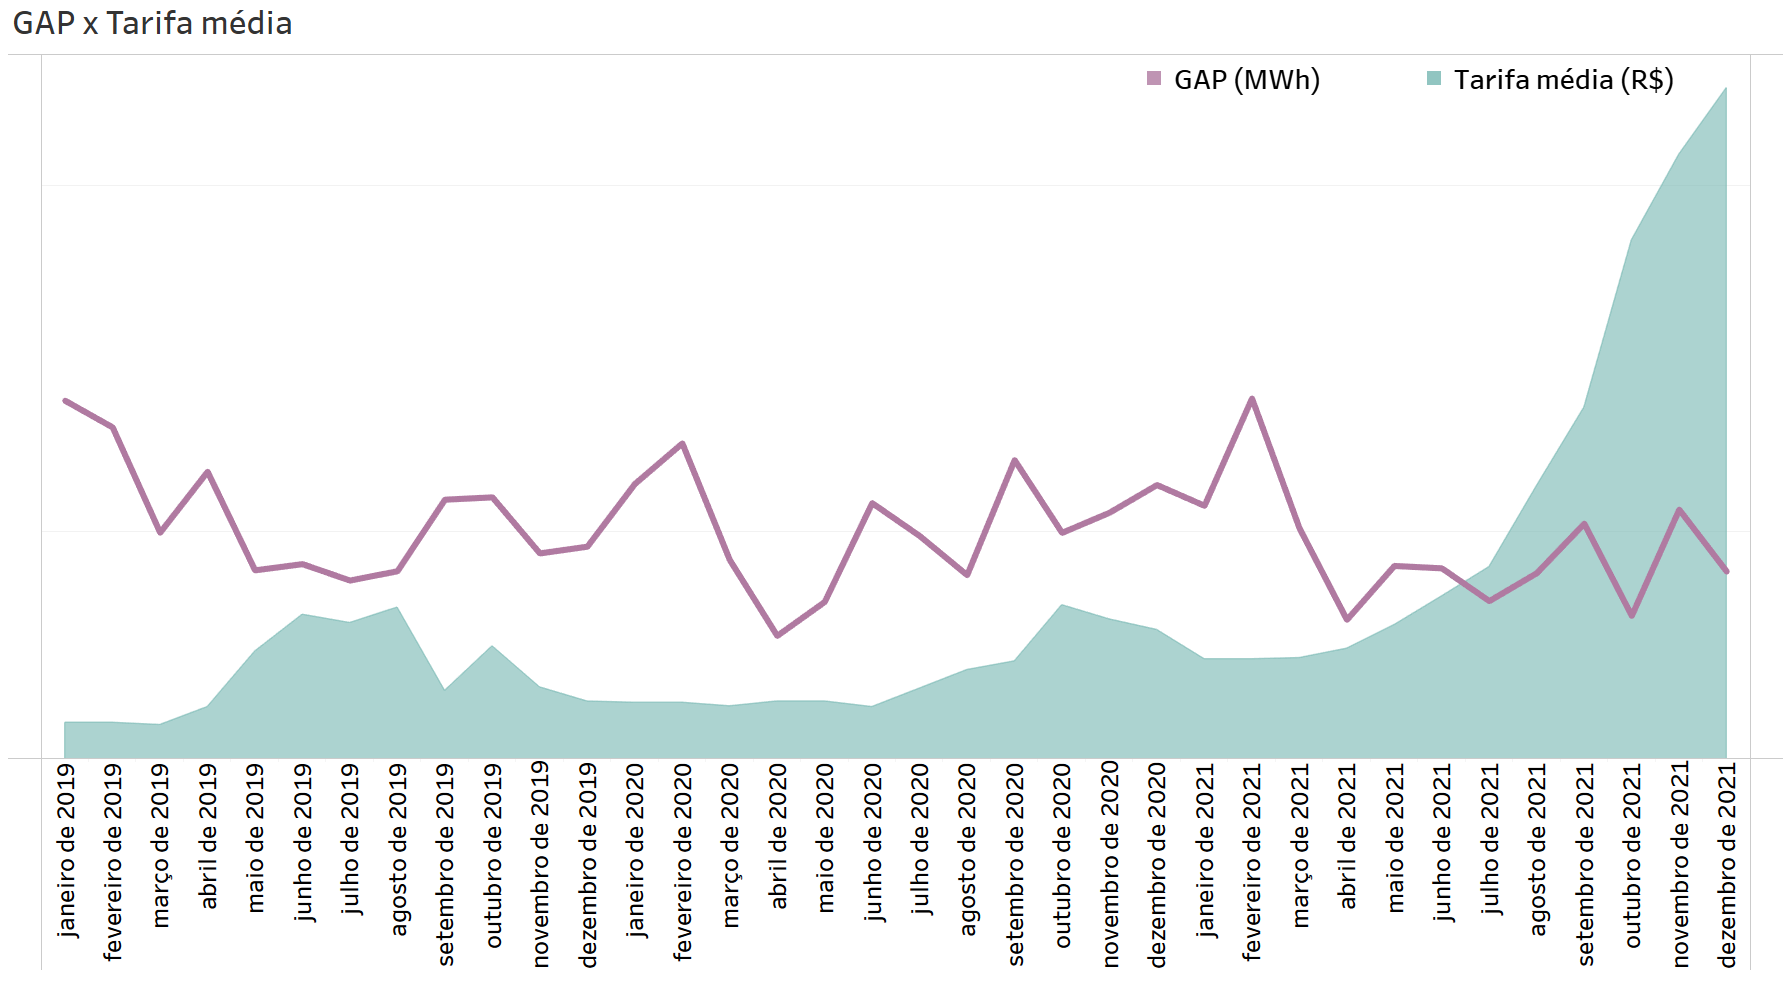 GAP x Tarifa média
GAP (MWh)
Tarifa média (R$)
janeiro de 2019
fevereiro de 2019
março de 2019
abril de 2019
maio de 2019
junho de 2019
julho de 2019
agosto de 2019
setembro de 2019
outubro de 2019
novembro de 2019
dezembro de 2019
janeiro de 2020
fevereiro de 2020
março de 2020
abril de 2020
maio de 2020
junho de 2020
julho de 2020
agosto de 2020
setembro de 2020
outubro de 2020
novembro de 2020
dezembro de 2020
janeiro de 2021
fevereiro de 2021
março de 2021
abril de 2021
maio de 2021
junho de 2021
julho de 2021
agosto de 2021
setembro de 2021
outubro de 2021
novembro de 2021
dezembro de 2021